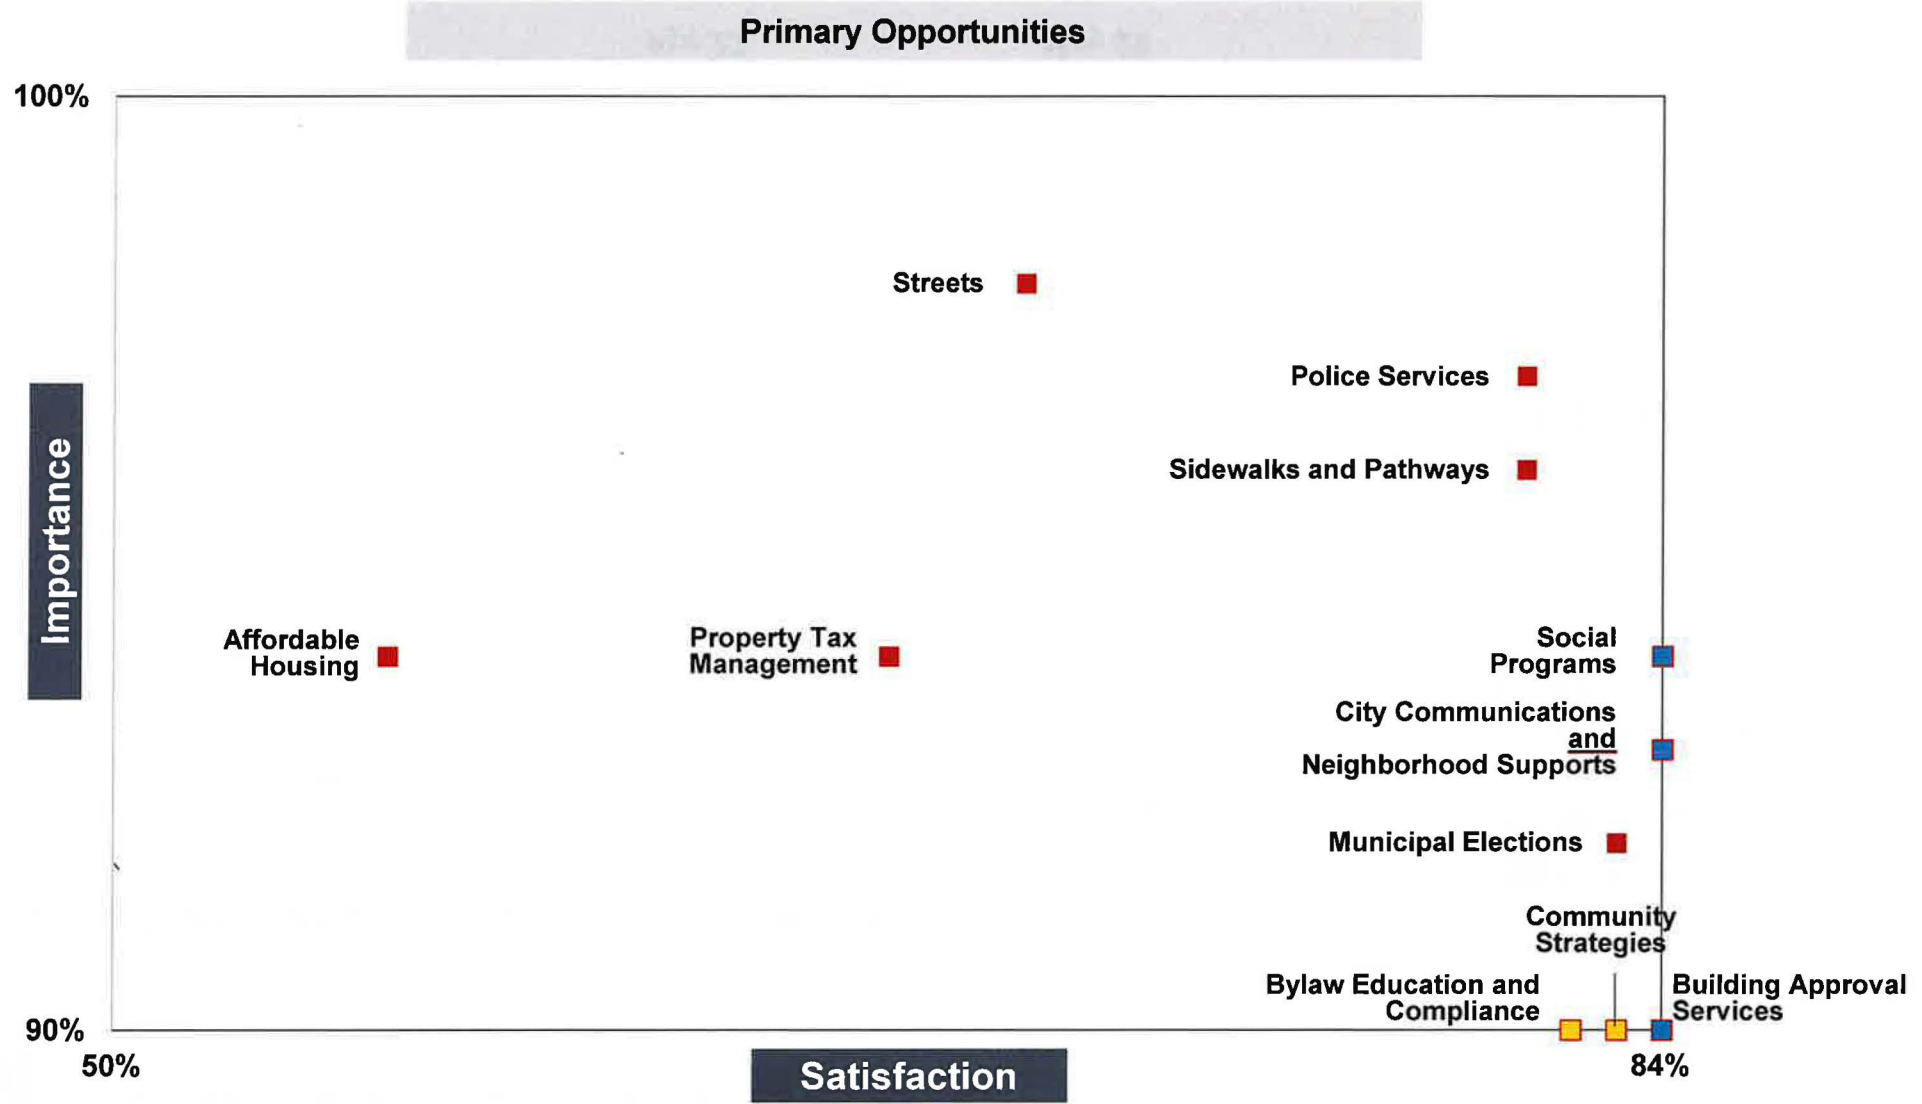 Primary Opportunities
100%
Streets
Police Services
Importance
Sidewalks and Pathways
Affordable
Housing
Property Tax
Management
Social
Programs
City Communications
and
Neighborhood Supports
Municipal Elections
Community
Strategies
Bylaw Education and
Compliance
Building Approval
Services
90%
50%
Satisfaction
84%